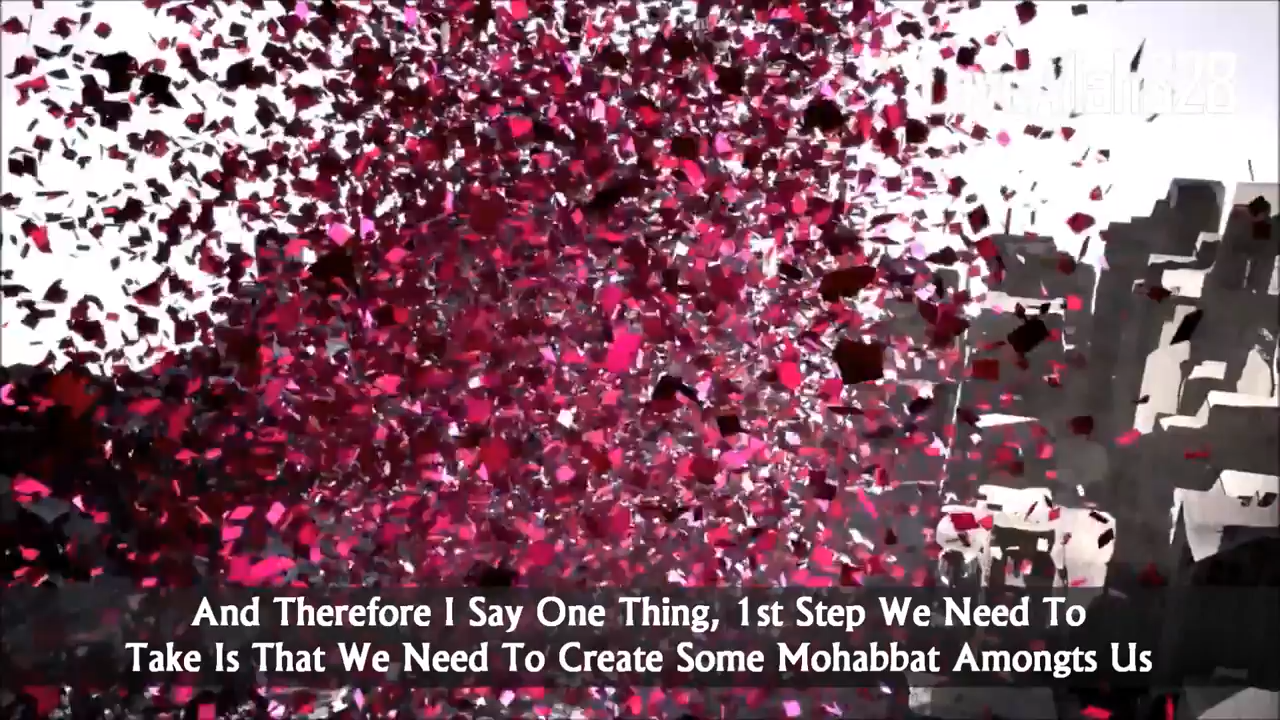 And Therefore I Say One Thing, 1st Step We Need To
Take Is That We Need To Create Some Mohabbat Amongts Us